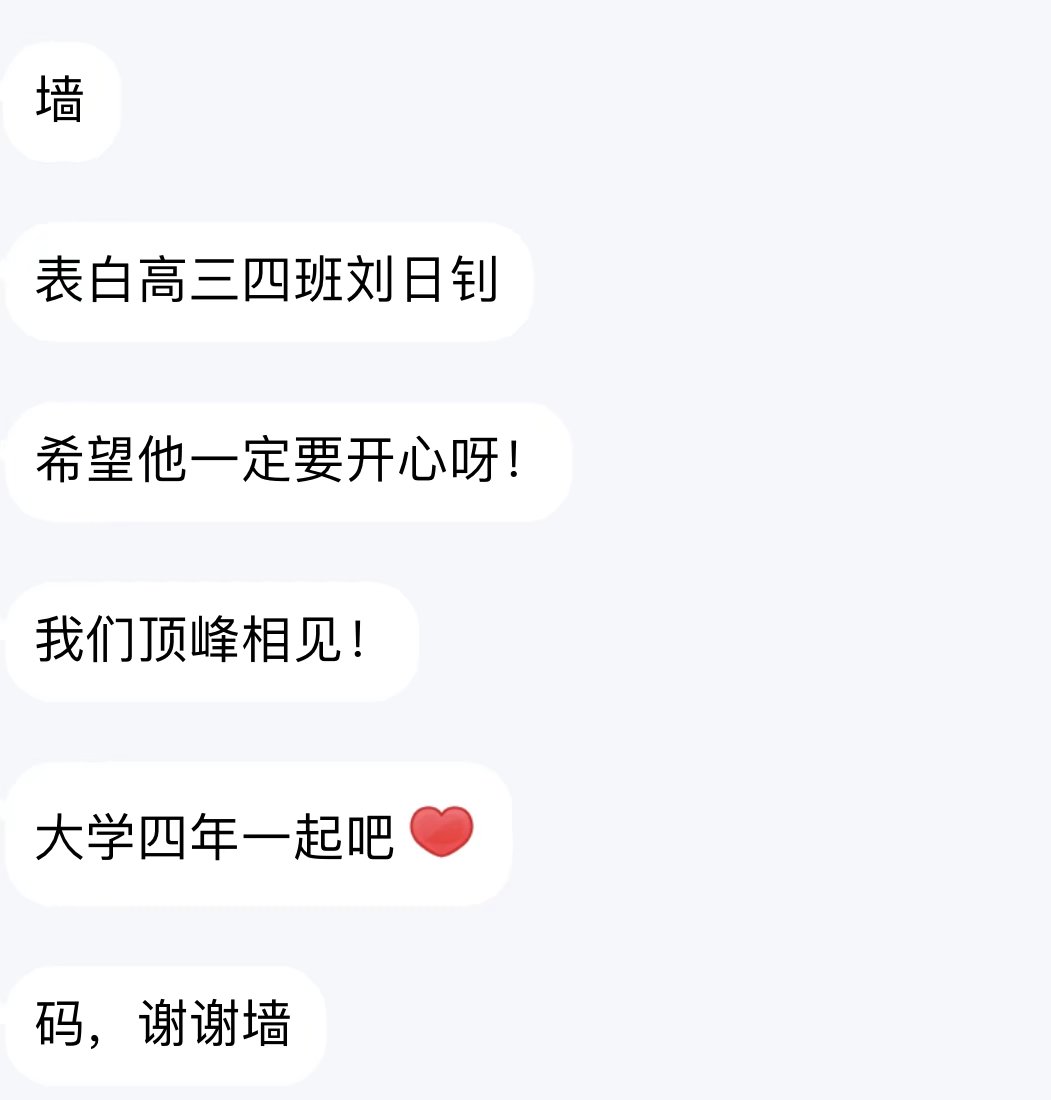 墙
表白高三四班刘日钊
希望他一定要开心呀！
我们顶峰相见！
大学四年一起吧
码，谢谢墙